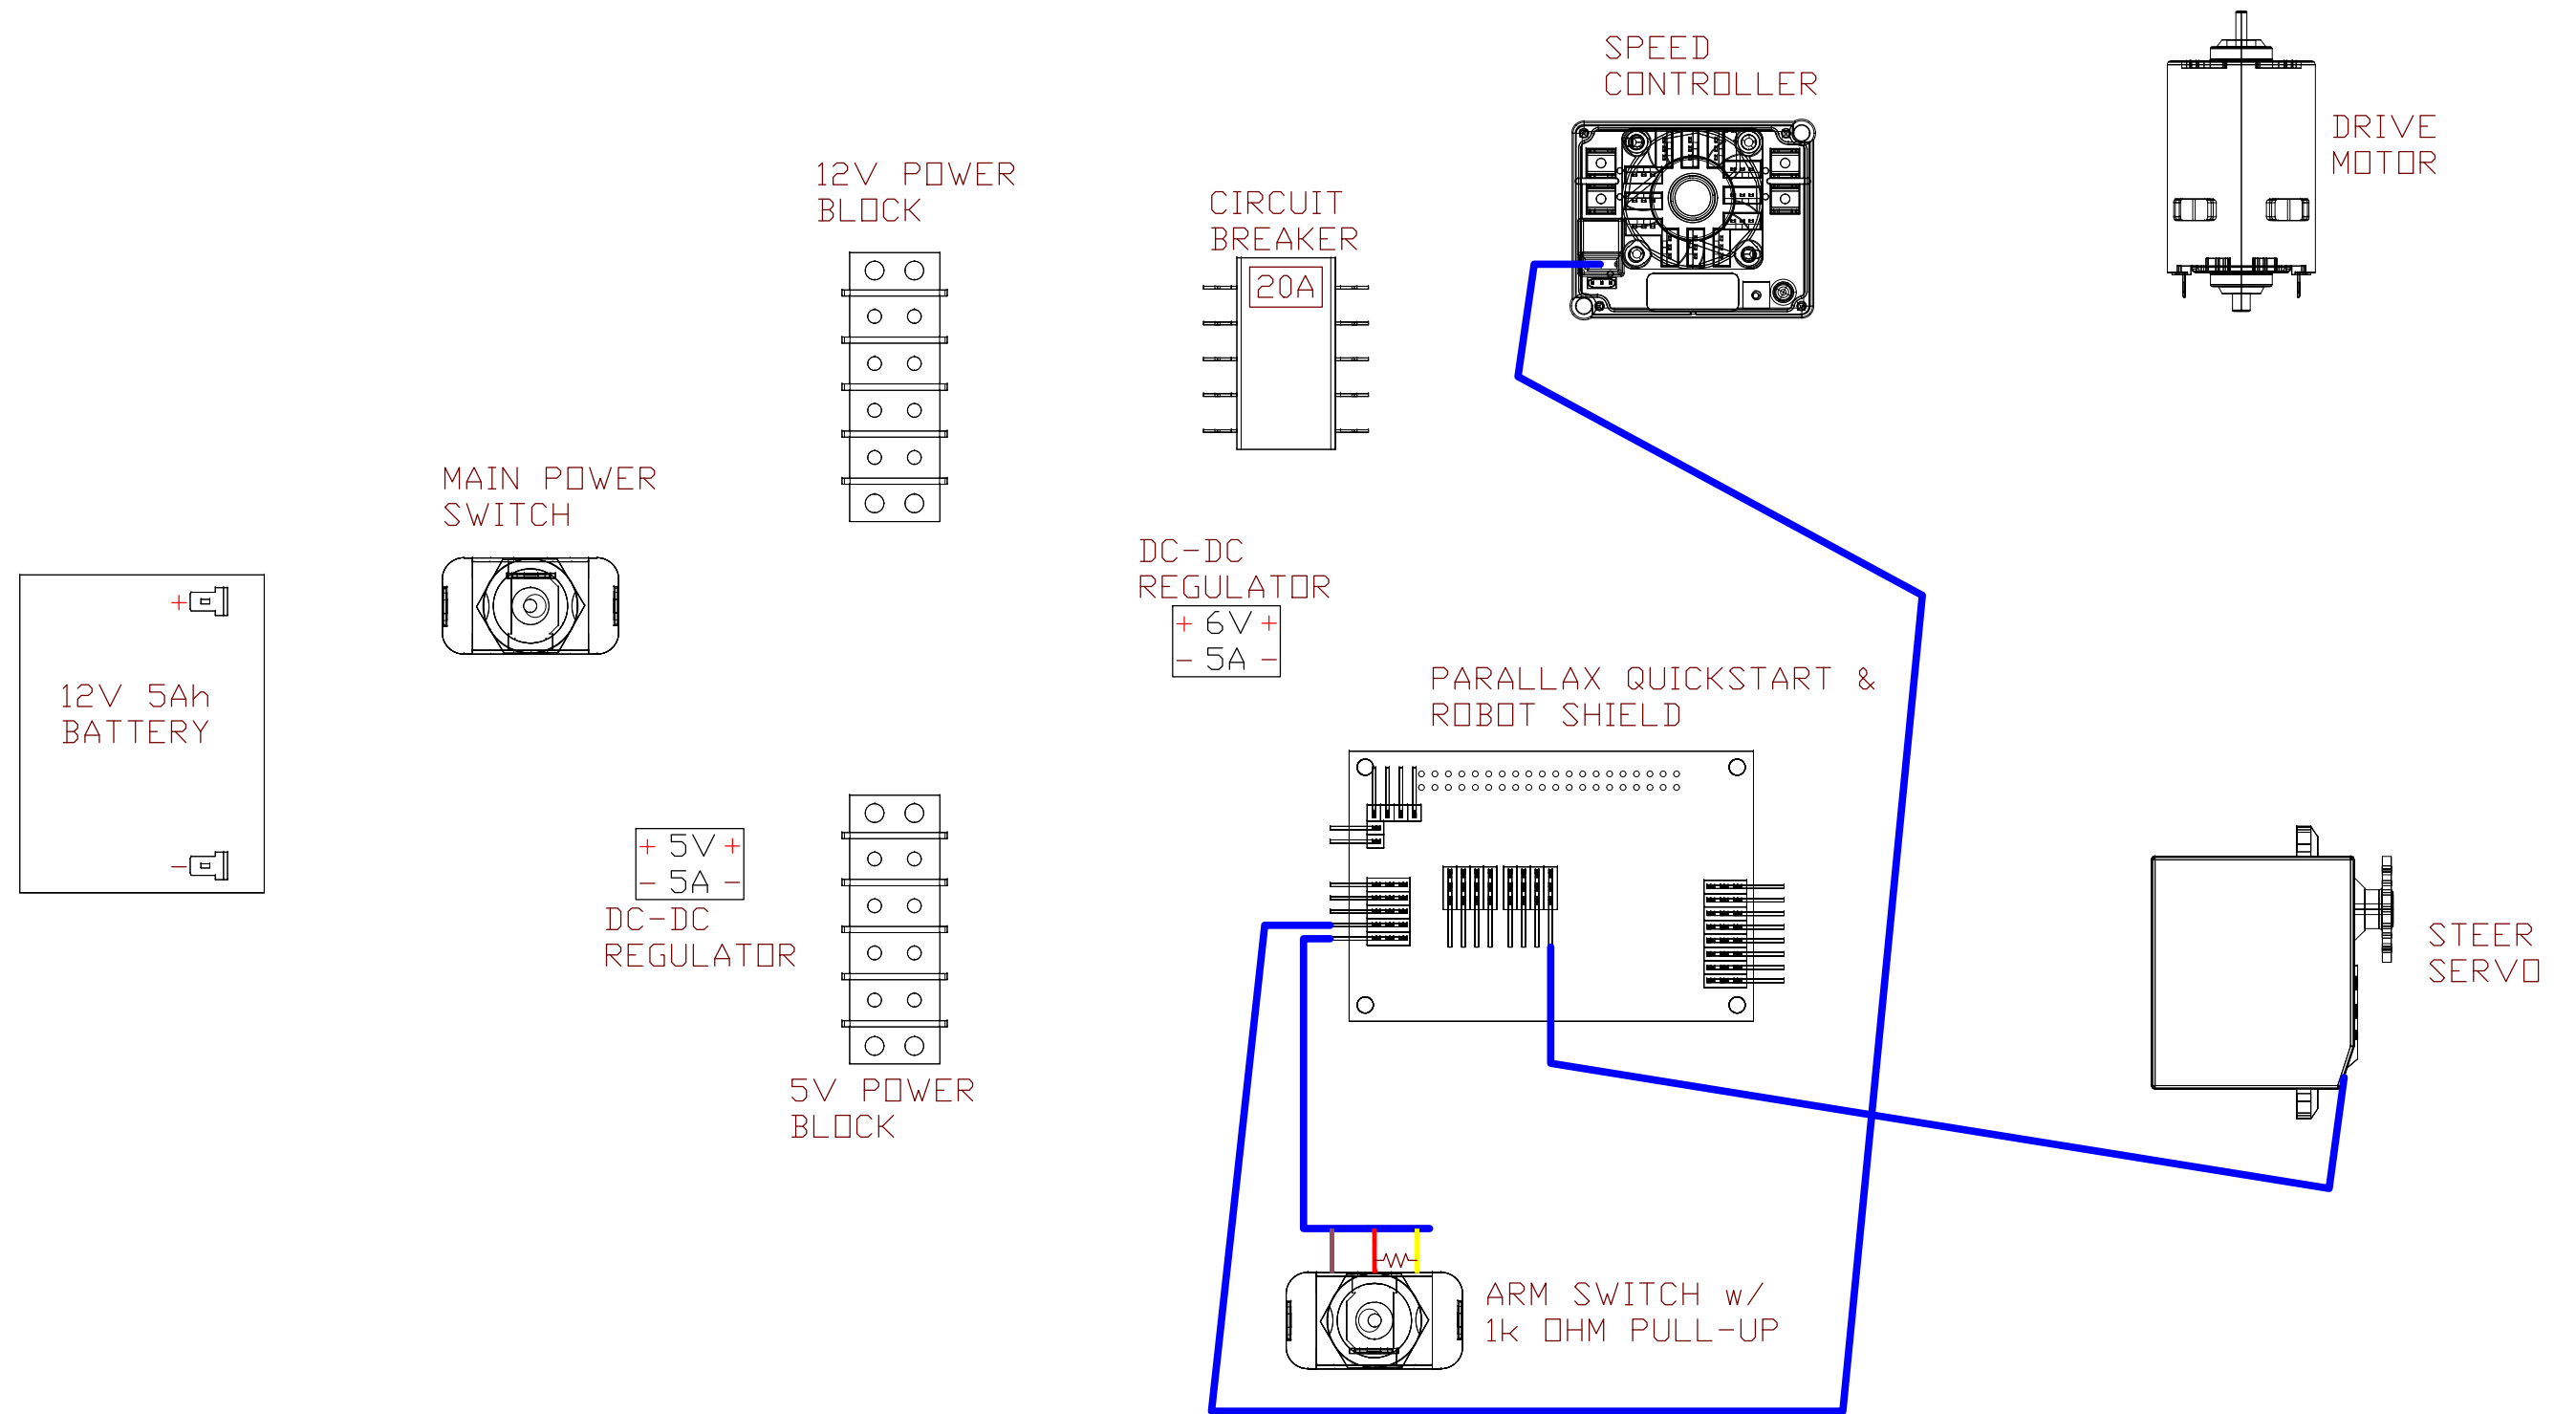 SPEED
CONTROLLER
DRIVE
MOTOR
12V POWER
BLOCK
CIRCUIT
BREAKER
20A
MAIN POWER
SWITCH
DC-DC
REGULATOR
+ 6V +
- 5A -
+
12V 5Ah
BATTERY
-
PARALLAX QUICKSTART &
ROBOT SHIELD
+ 5V +
- 5A -
DC-DC
REGULATOR
STEER
SERVO
5V POWER
BLOCK
ARM SWITCH w/
1k OHM PULL-UP